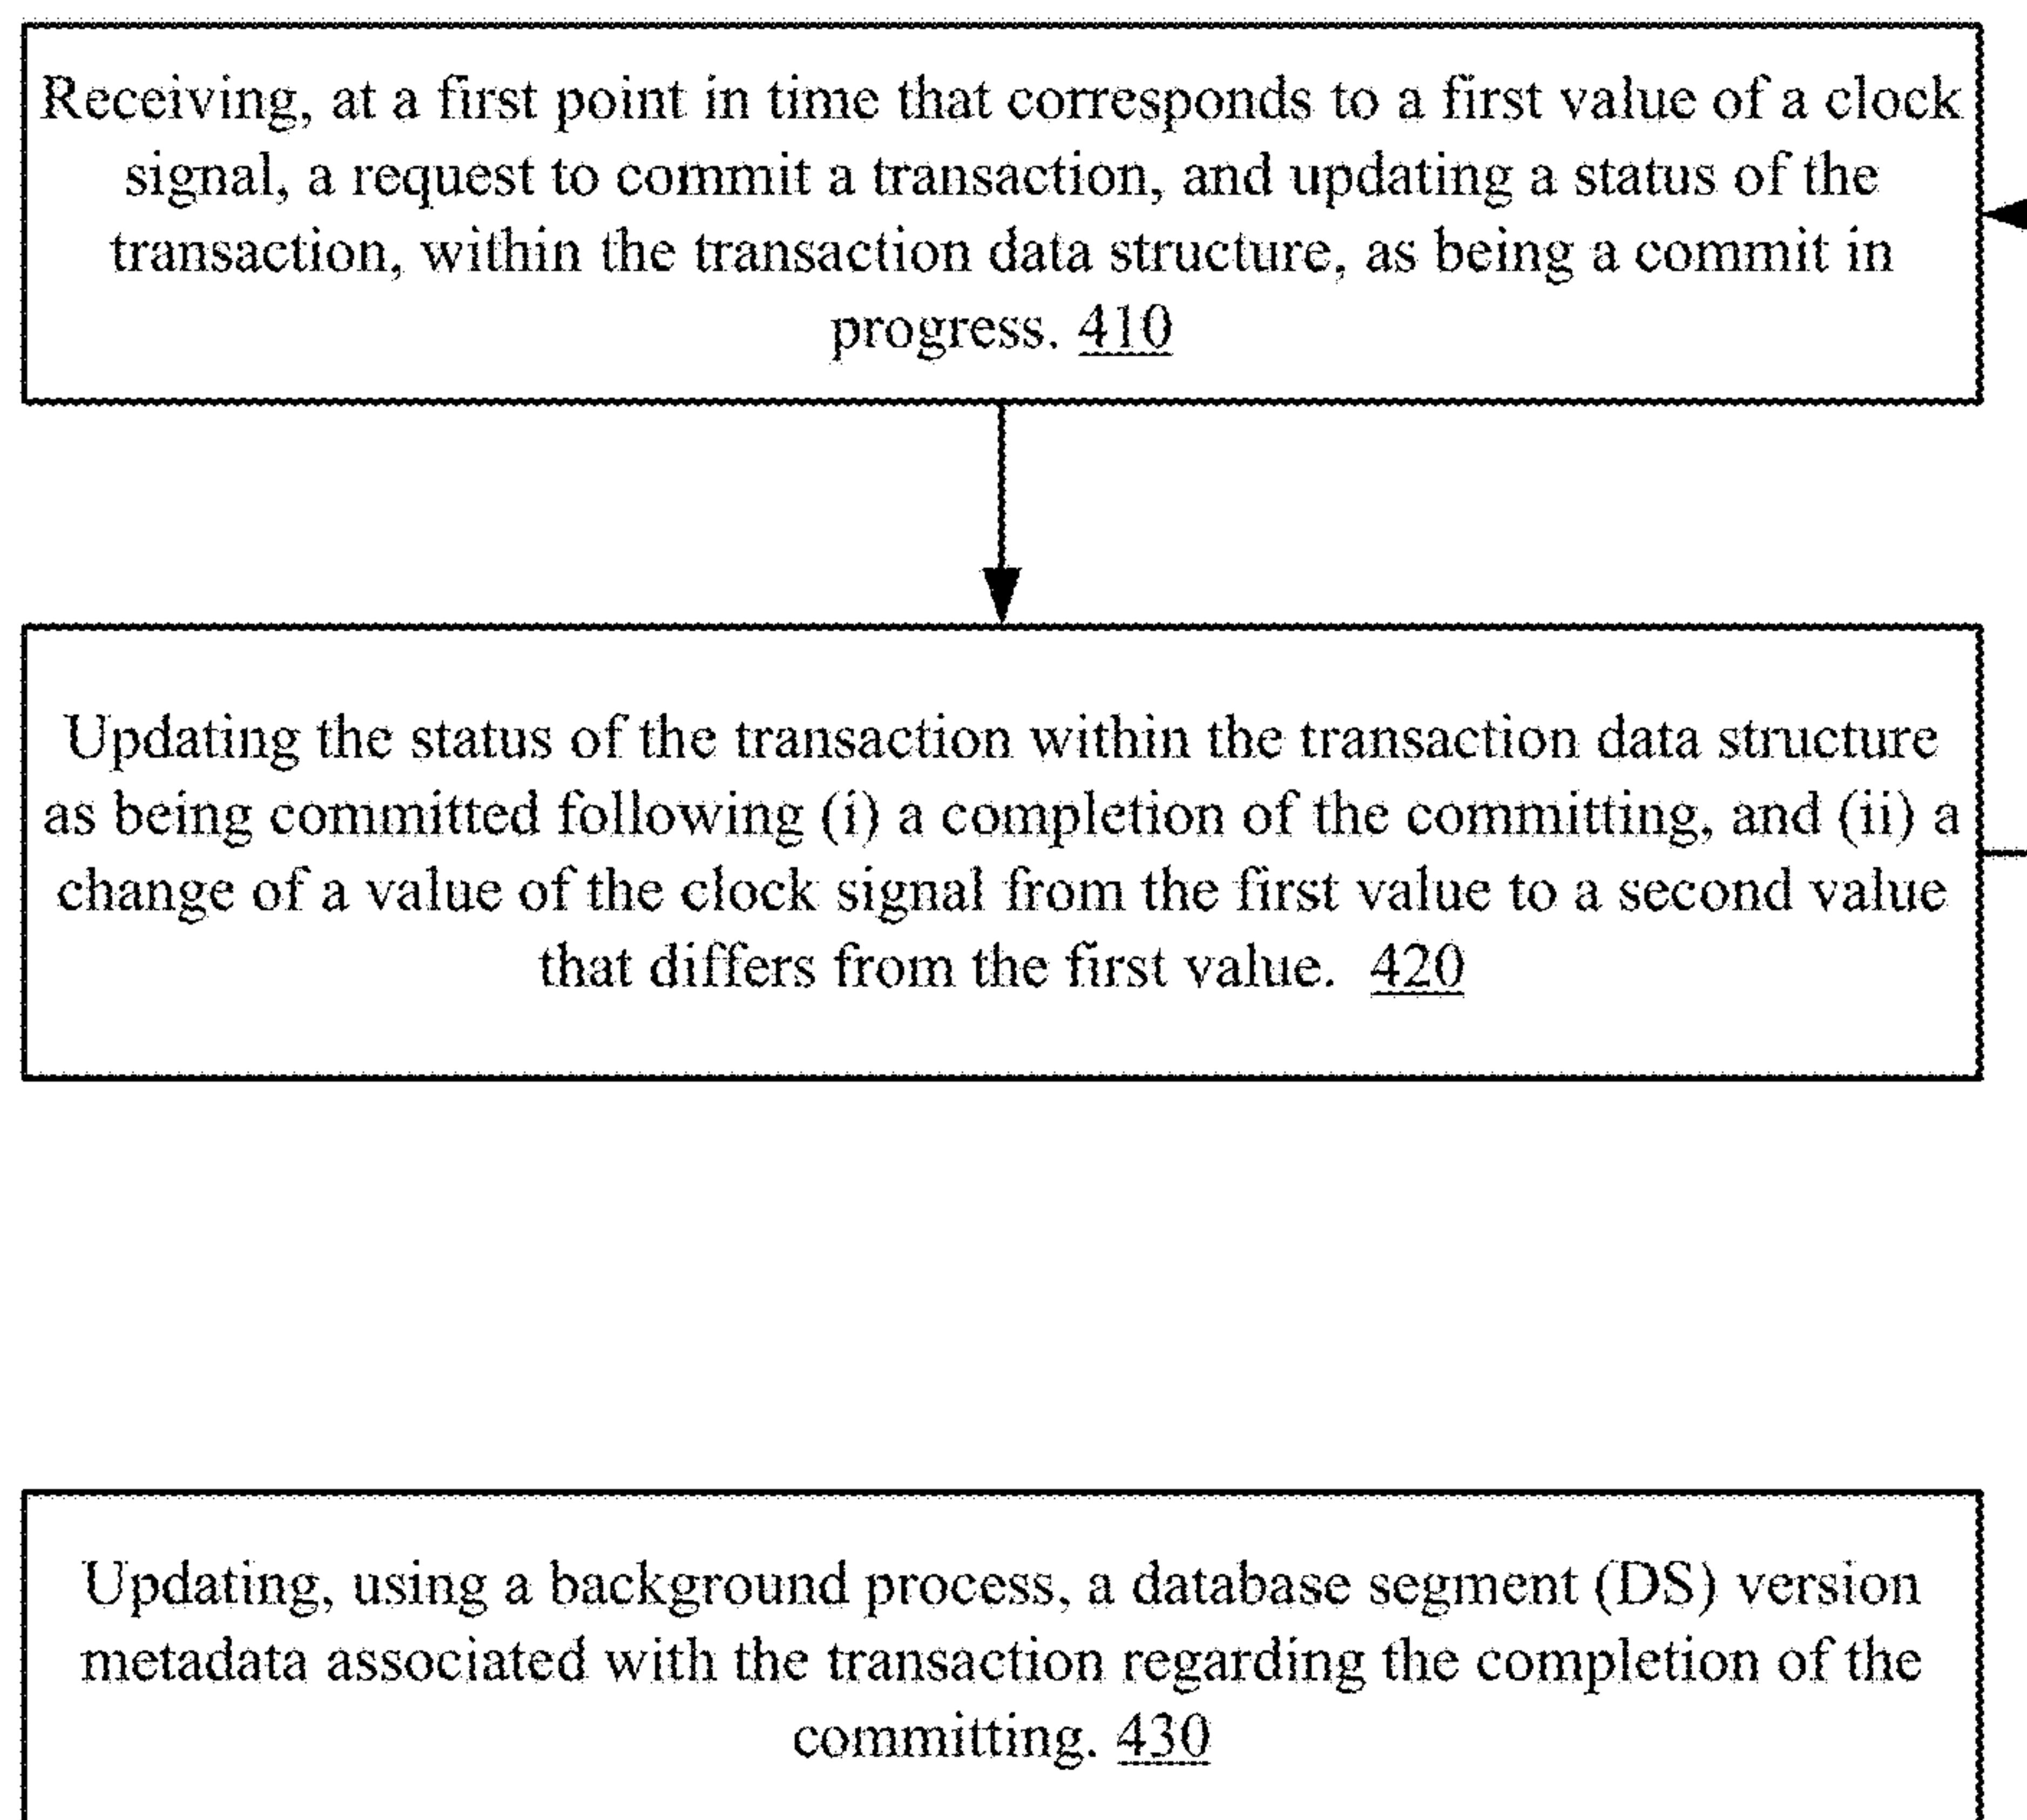 Receiving, at a first point in time that corresponds to a first value of a clock
signal, a request to commit a transaction, and updating a status of the
transaction, within the transaction data structure, as being a commit in
progress. 410
Updating the status of the transaction within the transaction data structure
as being committed following (i) a completion of the committing, and (ii) a
change of a value of the clock signal from the first value to a second value
that differs from the first value. 420
Updating, using a background process, a database segment (DS) version
metadata associated with the transaction regarding the completion of the
committing. 430